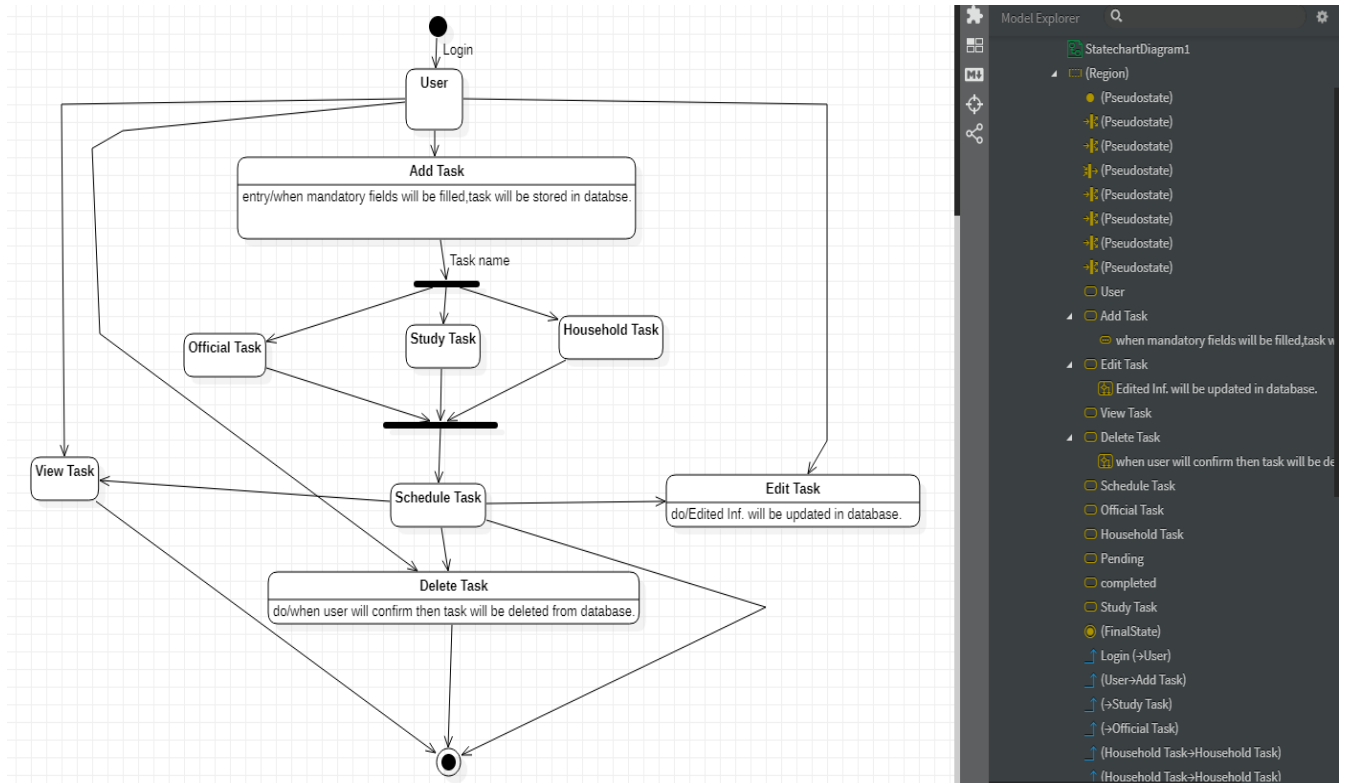 Login
User
Add Task
entry/when mandatory fields will be filled,task will be stored in databse.
Task name
Official Task
Study Task
Household Task
View Task
Schedule Task
Edit Task
do/Edited Inf. will be updated in database.
Delete Task
do/when user will confirm then task will be deleted from database.
M
Model Explorer
StatechartDiagram1
(Region)
(Pseudostate)
(Pseudostate)
(Pseudostate)
(Pseudostate)
(Pseudostate)
(Pseudostate)
(Pseudostate)
(Pseudostate)
User
Add Task
when mandatory fields will be filled,task w
Edit Task
Edited Inf. will be updated in database.
View Task
Delete Task
when user will confirm then task will be de
Schedule Task
Official Task
Household Task
Pending
completed
Study Task
(FinalState)
Login (→User)
(User→Add Task)
(→Study Task)
(→Official Task)
(Household Task→Household Task)
(Household Task→Household Task)